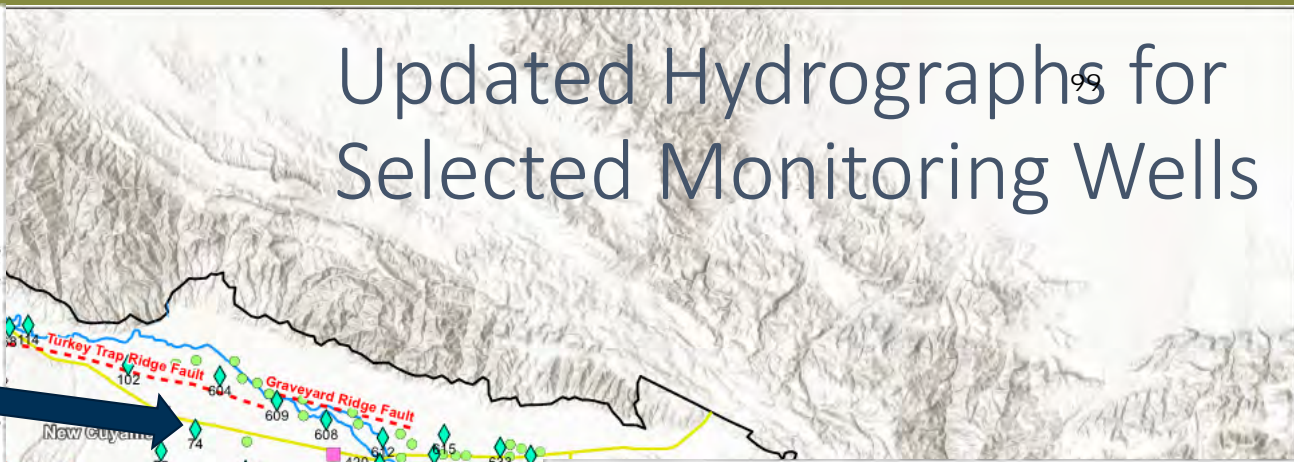 Updated Hydrographs for
99
Selected Monitoring Wells
114
Turkey Trap Ridge Fault
102
604
Graveyard Ridge Fault
609
608
New Cuyama
74
612
615